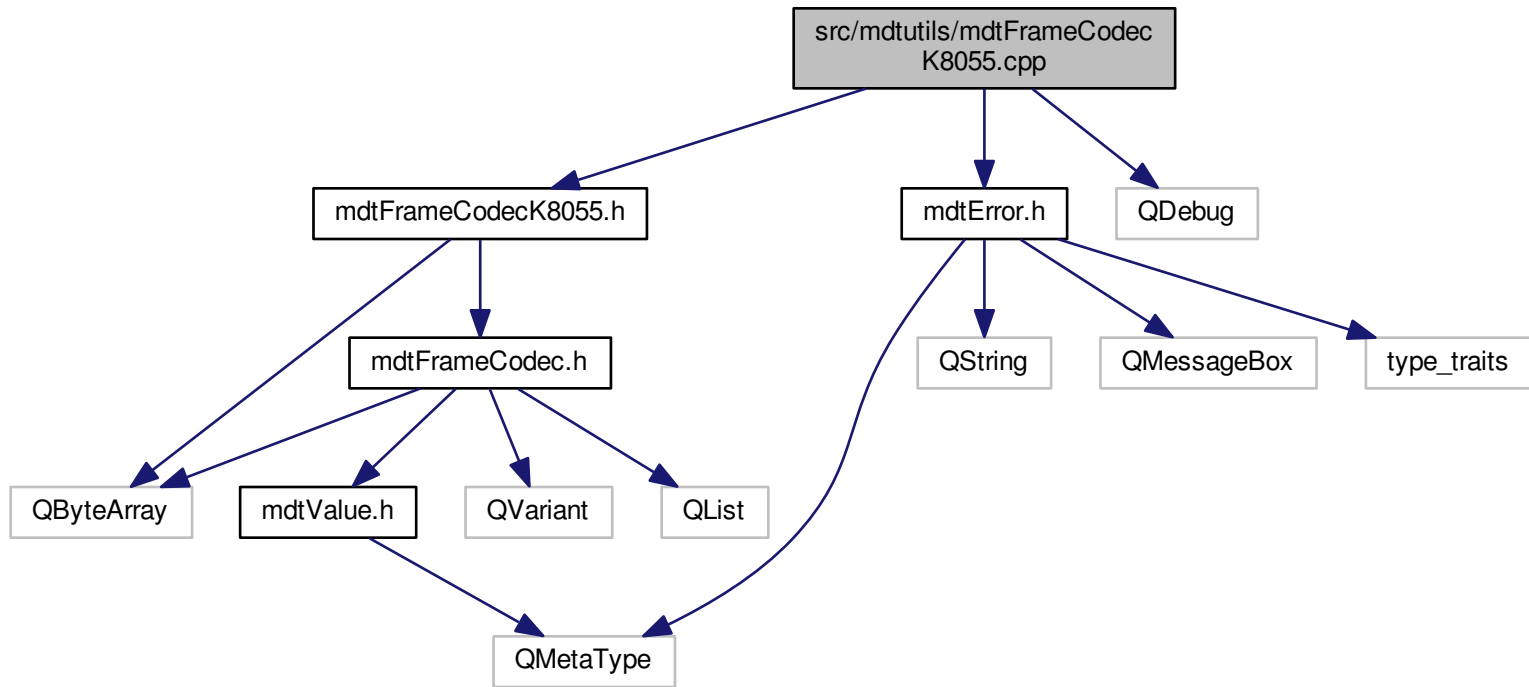 src/mdtutils/mdtFrameCodec
K8055.cpp
mdtFrameCodecK8055.h
mdtError.h
QDebug
mdtFrameCodec.h
QString
QMessageBox
type_traits
QByteArray
mdtValue.h
QVariant
QList
QMetaType